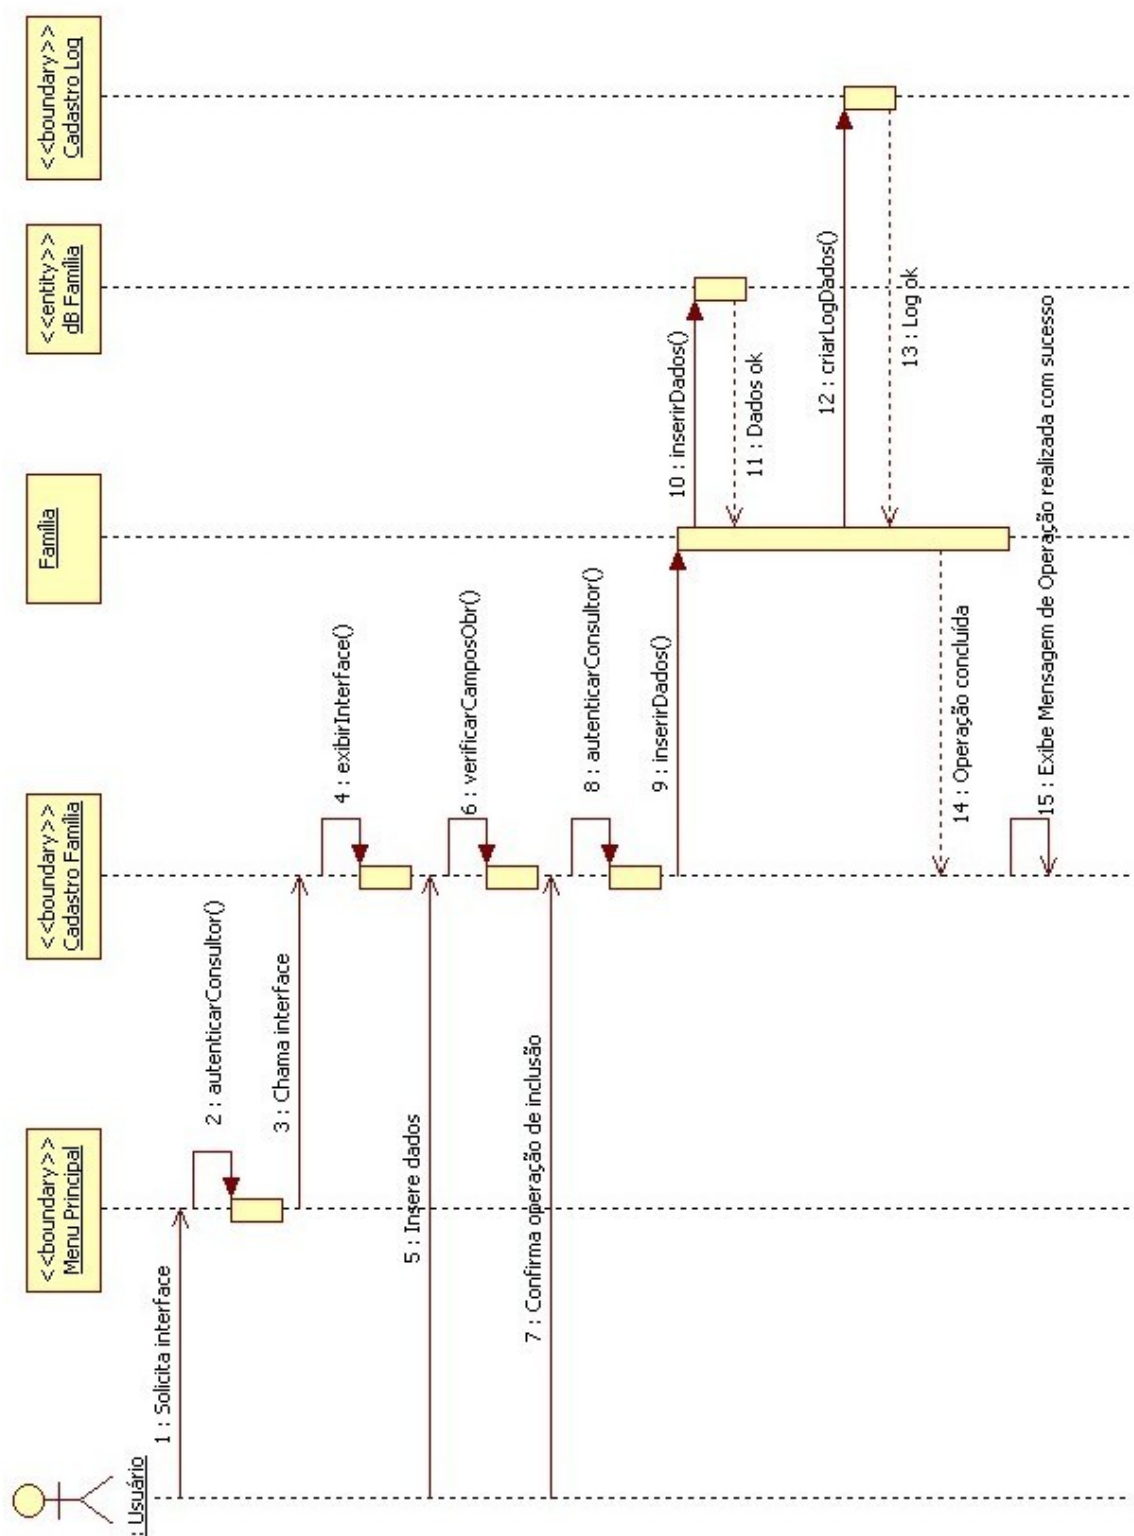 : Usuário
<<boundary>>
Menu Principal
<<boundary>>
Cadastro Família
Família
<<entity>>
dB Família
<<boundary>>
Cadastro Log
1 : Solicita interface
2 : autenticarConsultor()
3 : Chama interface
4 : exibirInterface()
5 : Insere dados
6 : verificarCamposObr()
7 : Confirma operação de inclusão
8 : autenticarConsultor()
9 : inserirDados()
10 : inserirDados()
11 : Dados ok
12 : criarLogDados()
13 : Log ok
14 : Operação concluída
15 : Exibe Mensagem de Operação realizada com sucesso